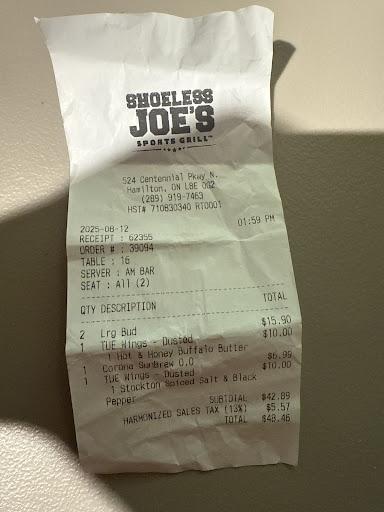 SHOELESS
JOE'S
SPORTS GRILL
524 Centennial Pkwy N.
Hamilton, ON L8E 0G2
(289) 919-7463
HST# 710830340 RT0001
2025-08-12 01:59 PM
RECEIPT : 62355
ORDER # : 39094
TABLE : 16
SERVER : AM BAR
SEAT : All (2)
QTY DESCRIPTION TOTAL
2 Lrg Bud $15.90
1 TUE Wings - Dusted $10.00
1 Hot & Honey Buffalo Butter
1 Corona SunBrew 0.0 $6.99
1 TUE Wings - Dusted $10.00
1 Stockton Spiced Salt & Black
Pepper
SUBTOTAL $42.89
HARMONIZED SALES TAX (13%) $5.57
TOTAL $48.46